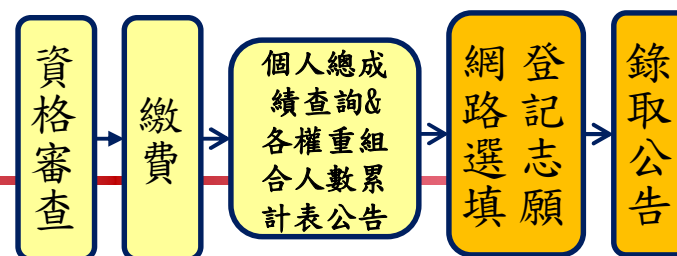 資格審查
繳費
個人總成
績查詢&
各權重組
合人數累
計表公告
登記志願
網路選填
錄取公告